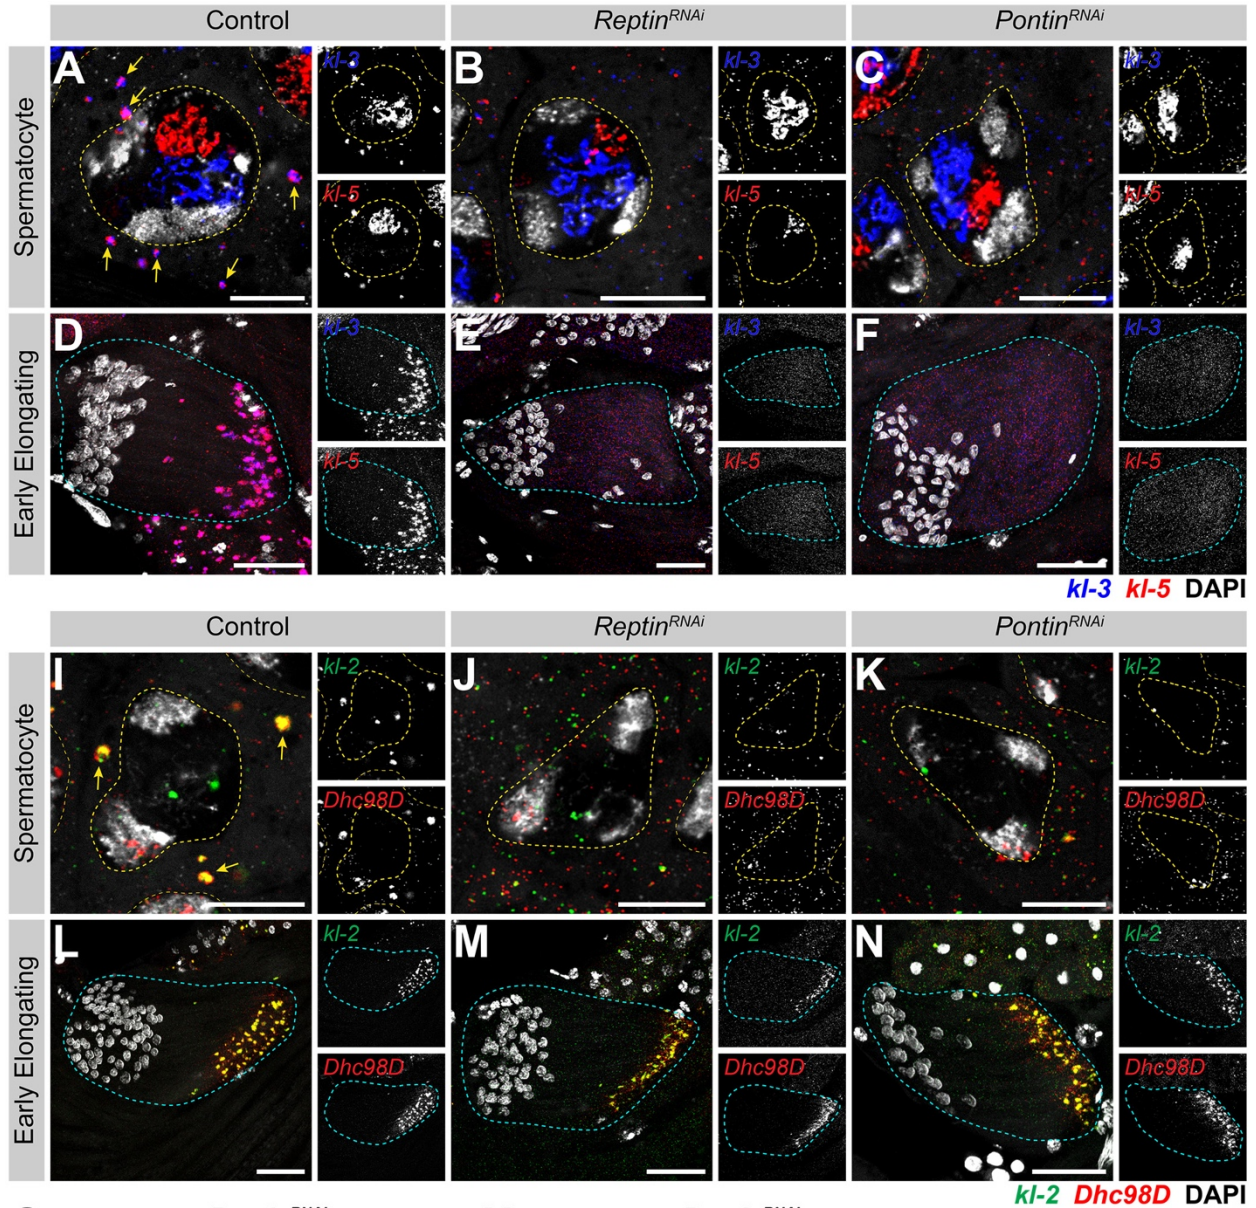 Control
Reptin^RNAi
Pontin^RNAi
Spermatocyte
A
kl-3
kl-5
B
kl-3
kl-5
C
kl-3
kl-5
Early Elongating
D
kl-3
kl-5
E
kl-3
kl-5
F
kl-3
kl-5
kl-3 kl-5 DAPI
Control
Reptin^RNAi
Pontin^RNAi
Spermatocyte
I
kl-2
Dhc98D
J
kl-2
Dhc98D
K
kl-2
Dhc98D
Early Elongating
L
kl-2
Dhc98D
M
kl-2
Dhc98D
N
kl-2
Dhc98D
kl-2 Dhc98D DAPI